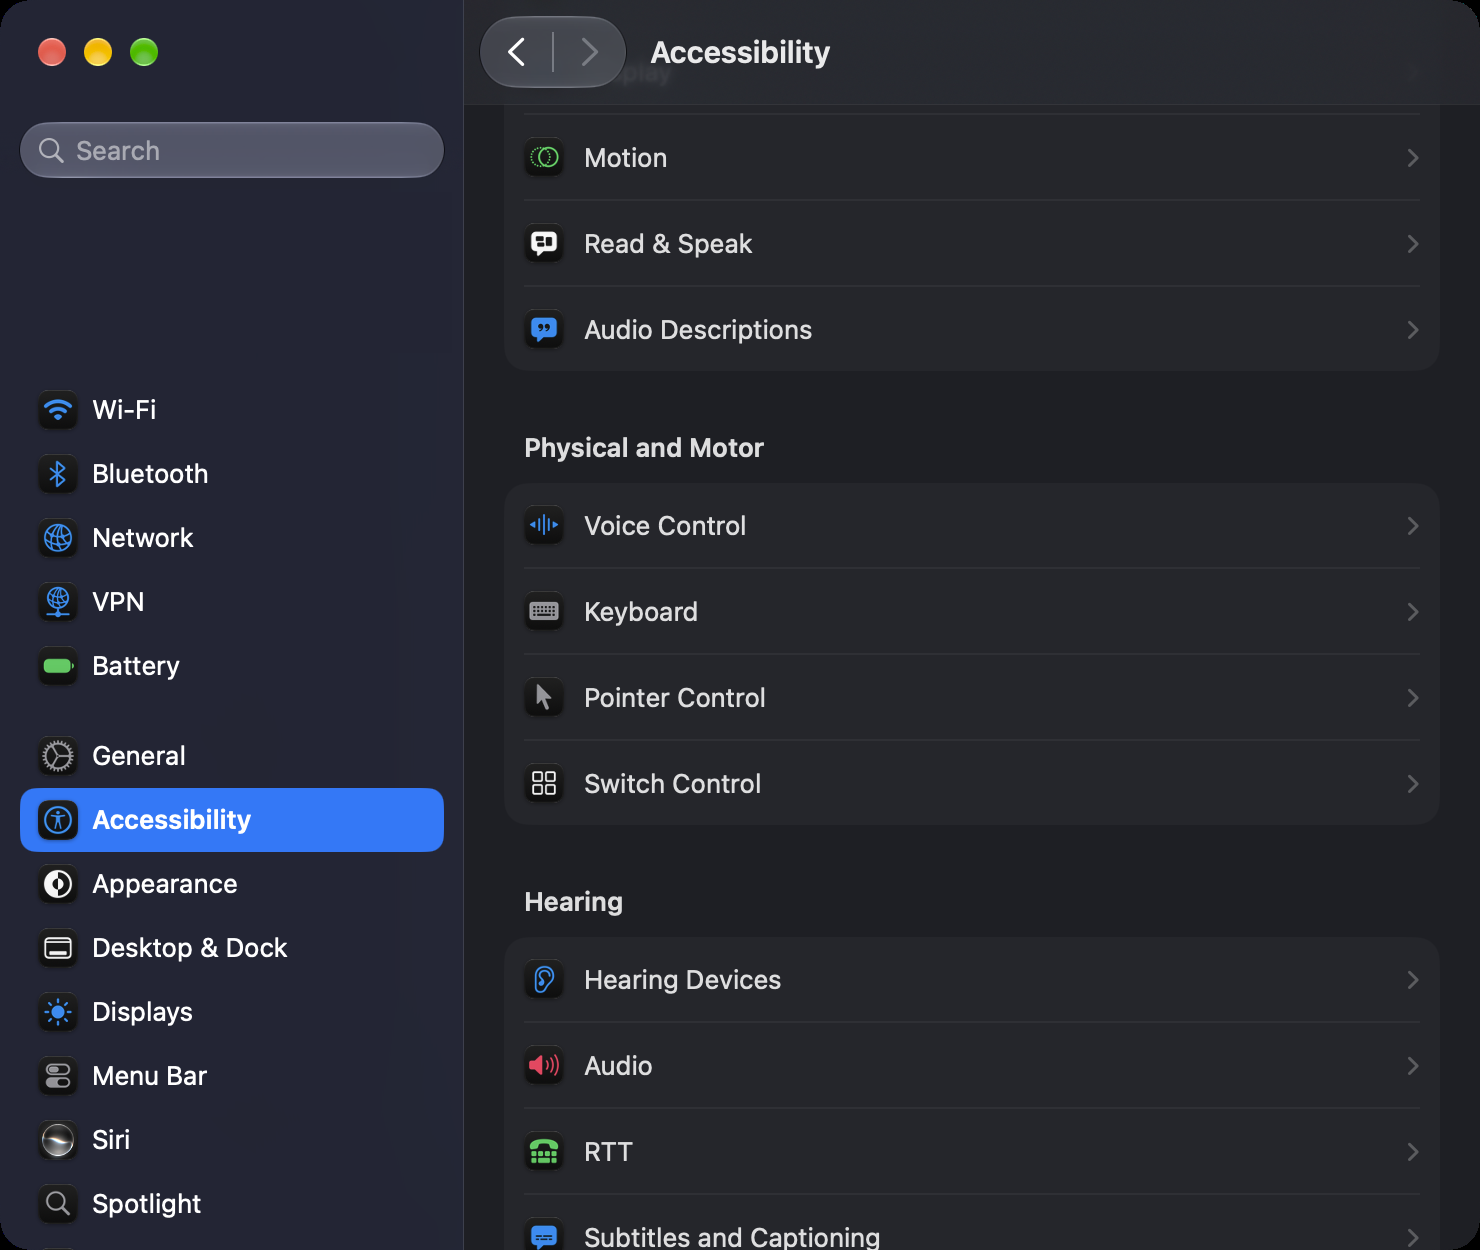 Search
Wi-Fi
Bluetooth
Network
VPN
Battery
General
Accessibility
Appearance
Desktop & Dock
Displays
Menu Bar
Siri
Spotlight
Accessibility
Motion
Read & Speak
Audio Descriptions
Physical and Motor
Voice Control
Keyboard
Pointer Control
Switch Control
Hearing
Hearing Devices
Audio
RTT
Subtitles and Captioning